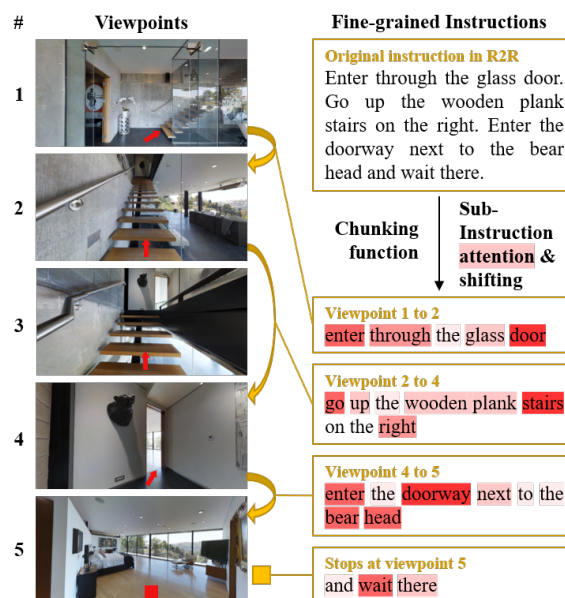 # Viewpoints Fine-grained Instructions
1
2
3
4
5
Original instruction in R2R
Enter through the glass door.
Go up the wooden plank
stairs on the right. Enter the
doorway next to the bear
head and wait there.
Chunking
function
Sub-
Instruction
attention &
shifting
Viewpoint 1 to 2
enter through the glass door
Viewpoint 2 to 4
go up the wooden plank stairs
on the right
Viewpoint 4 to 5
enter the doorway next to the
bear head
Stops at viewpoint 5
and wait there